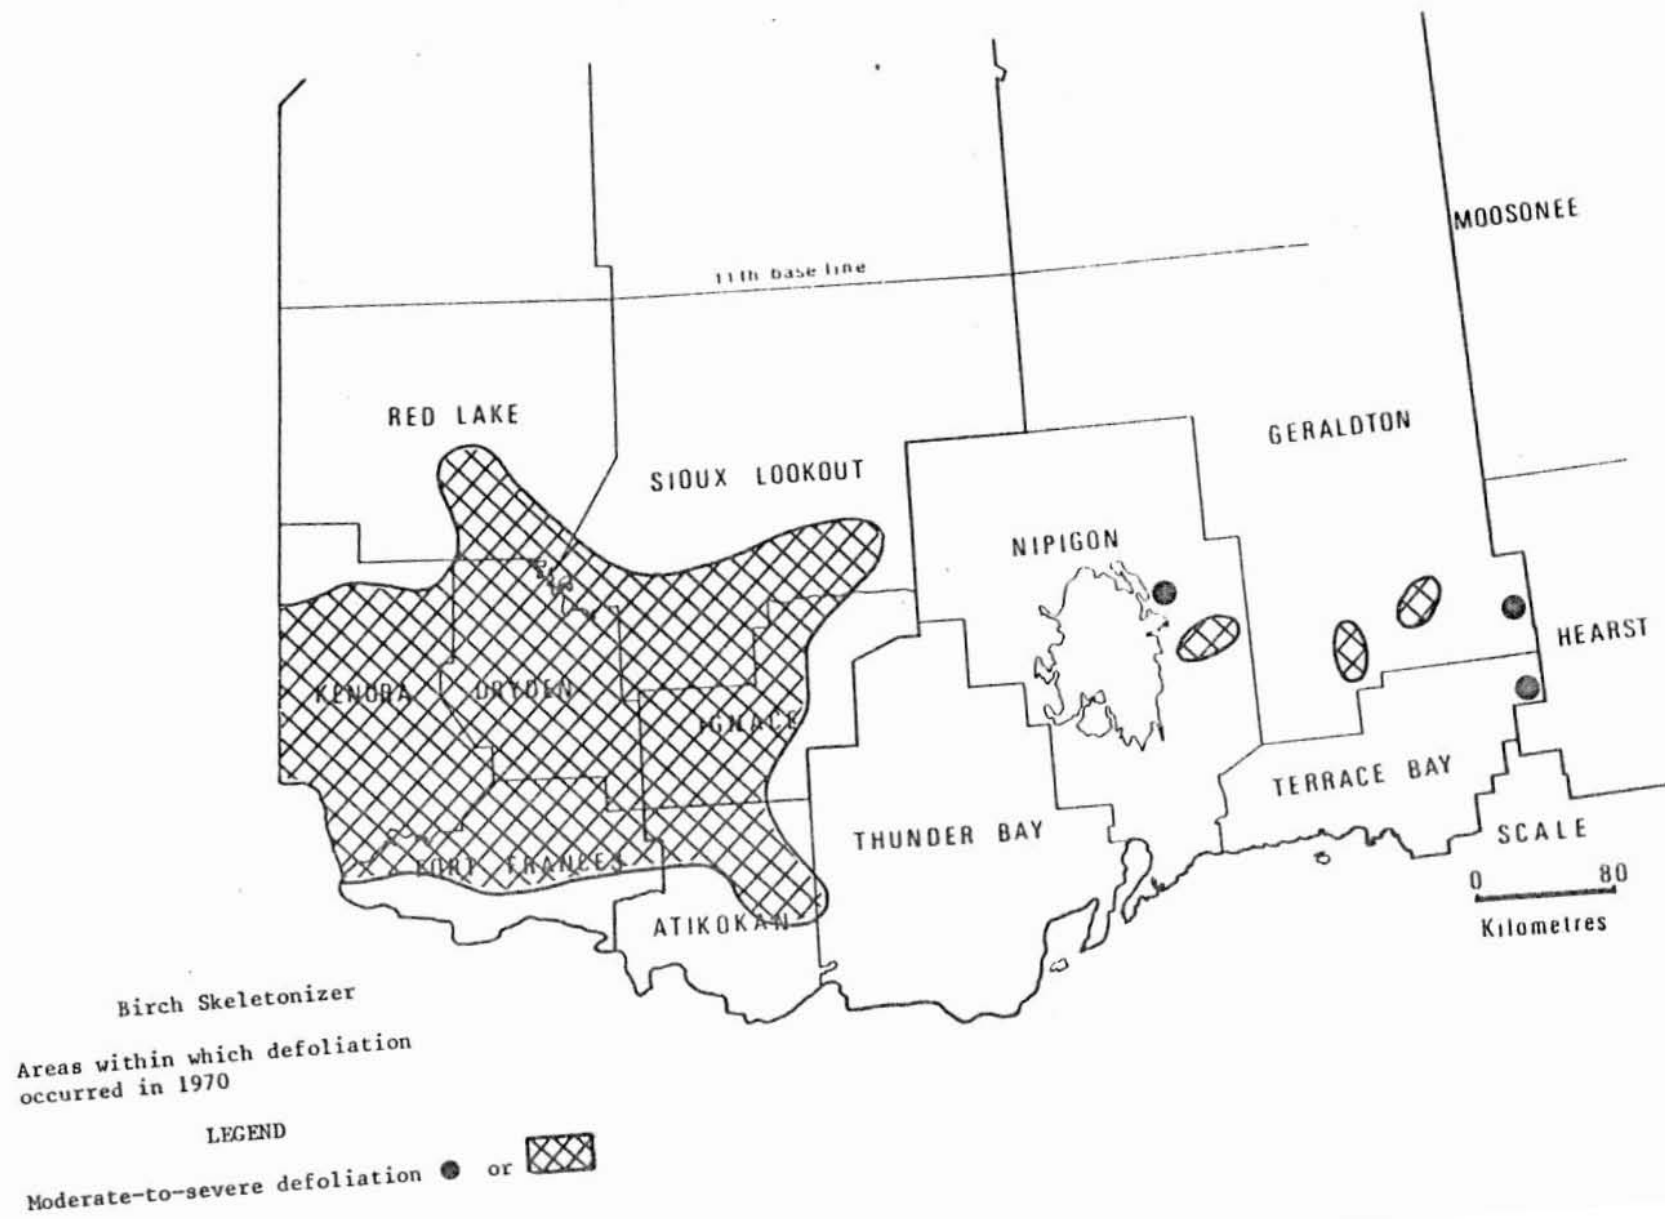 MOOSONEE
11th base line
RED LAKE
GERALDTON
SIOUX LOOKOUT
NIPIGON
HEARST
KENORA
DRYDEN
IGNACE
TERRACE BAY
THUNDER BAY
SCALE
FORT FRANCES
0 80
ATIKOKAN
Kilometres
Birch Skeletonizer
Areas within which defoliation
occurred in 1970
LEGEND
Moderate-to-severe defoliation or